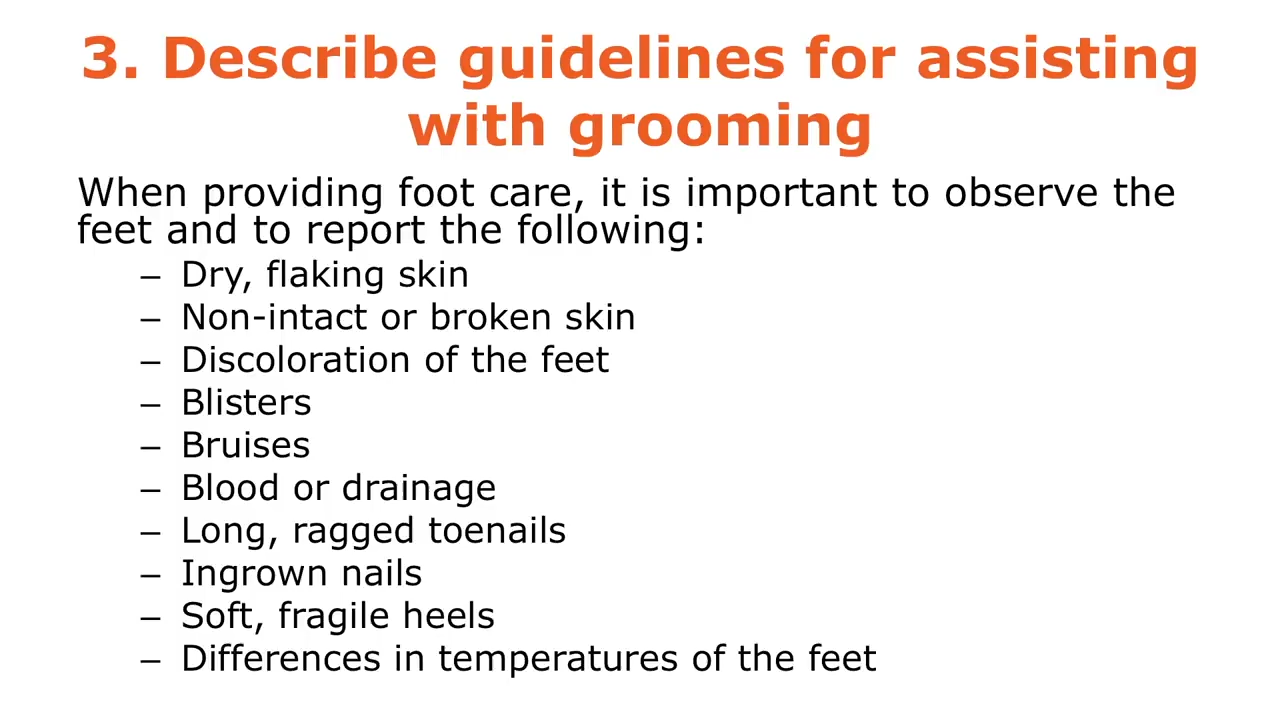 3. Describe guidelines for assisting
with grooming
When providing foot care, it is important to observe the
feet and to report the following:
– Dry, flaking skin
– Non-intact or broken skin
– Discoloration of the feet
– Blisters
– Bruises
– Blood or drainage
– Long, ragged toenails
– Ingrown nails
– Soft, fragile heels
– Differences in temperatures of the feet